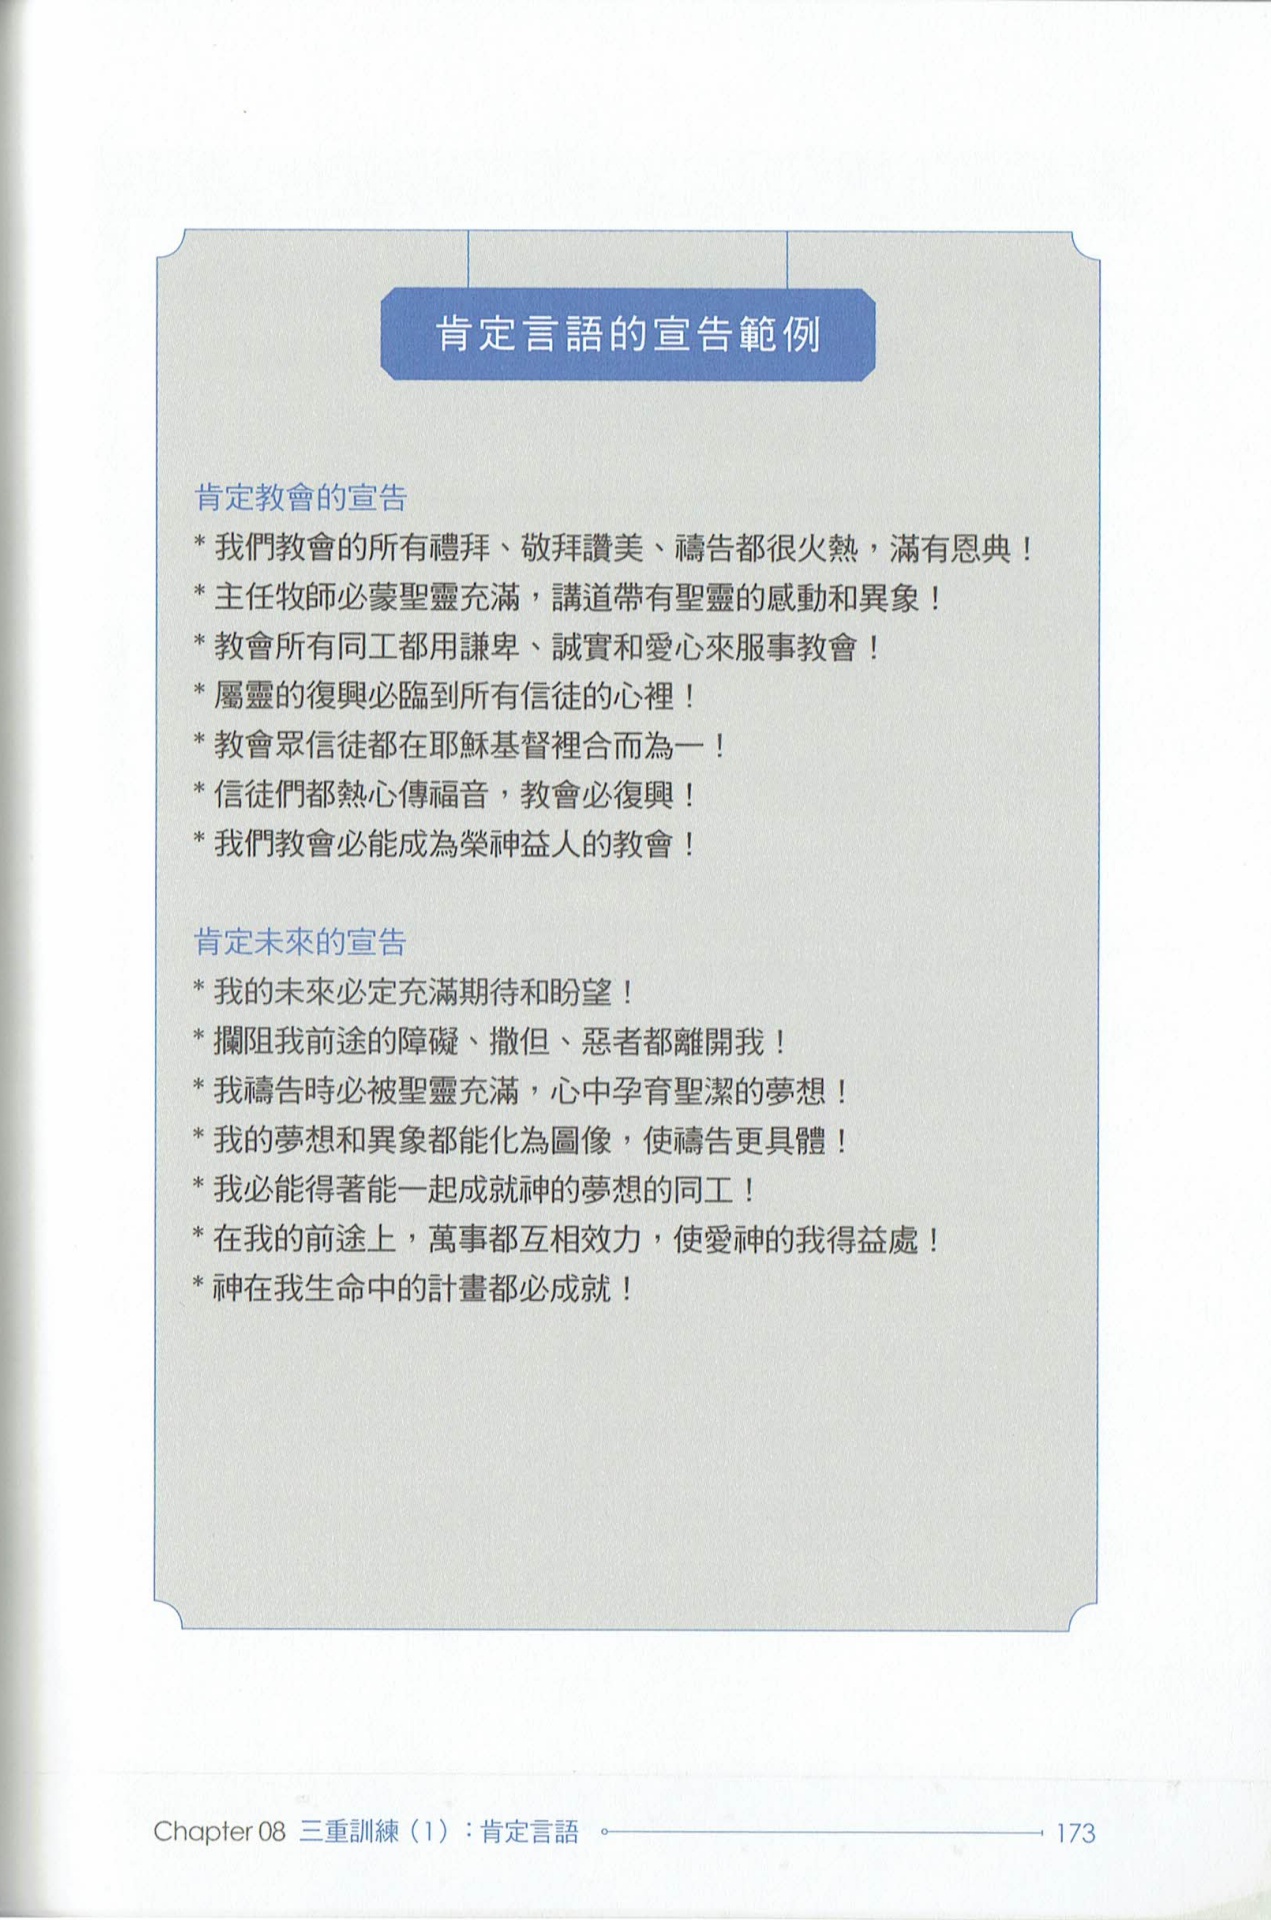 肯定言語的宣告範例
肯定教會的宣告
* 我們教會的所有禮拜、敬拜讚美、禱告都很火熱，滿有恩典！
* 主任牧師必蒙聖靈充滿，講道帶有聖靈的感動和異象！
* 教會所有同工都用謙卑、誠實和愛心來服事教會！
* 屬靈的復興必臨到所有信徒的心裡！
* 教會眾信徒都在耶穌基督裡合而為一！
* 信徒們都熱心傳福音，教會必復興！
* 我們教會必能成為榮神益人的教會！
肯定未來的宣告
* 我的未來必定充滿期待和盼望！
* 攔阻我前途的障礙、撒但、惡者都離開我！
* 我禱告時必被聖靈充滿，心中孕育聖潔的夢想！
* 我的夢想和異象都能化為圖像，使禱告更具體！
* 我必能得著能一起成就神的夢想的同工！
* 在我的前途上，萬事都互相效力，使愛神的我得益處！
* 神在我生命中的計畫都必成就！
Chapter 08 三重訓練（1）：肯定言語 173